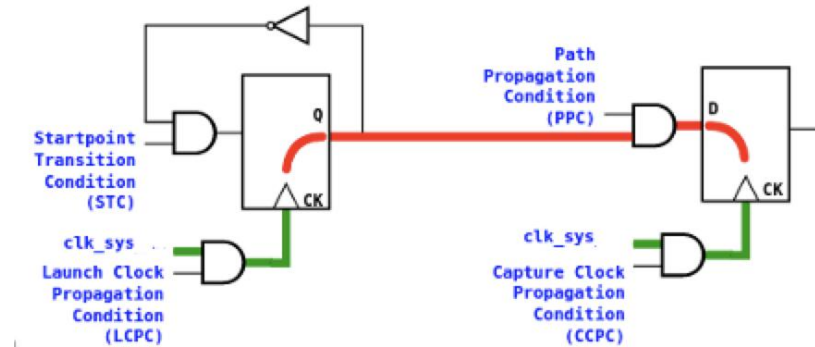 Path
Propagation
Condition
(PPC)
Q
D
Startpoint
Transition
Condition
(STC)
CK
CK
clk_sys
Launch Clock
Propagation
Condition
(LCPC)
clk_sys
Capture Clock
Propagation
Condition
(CCPC)